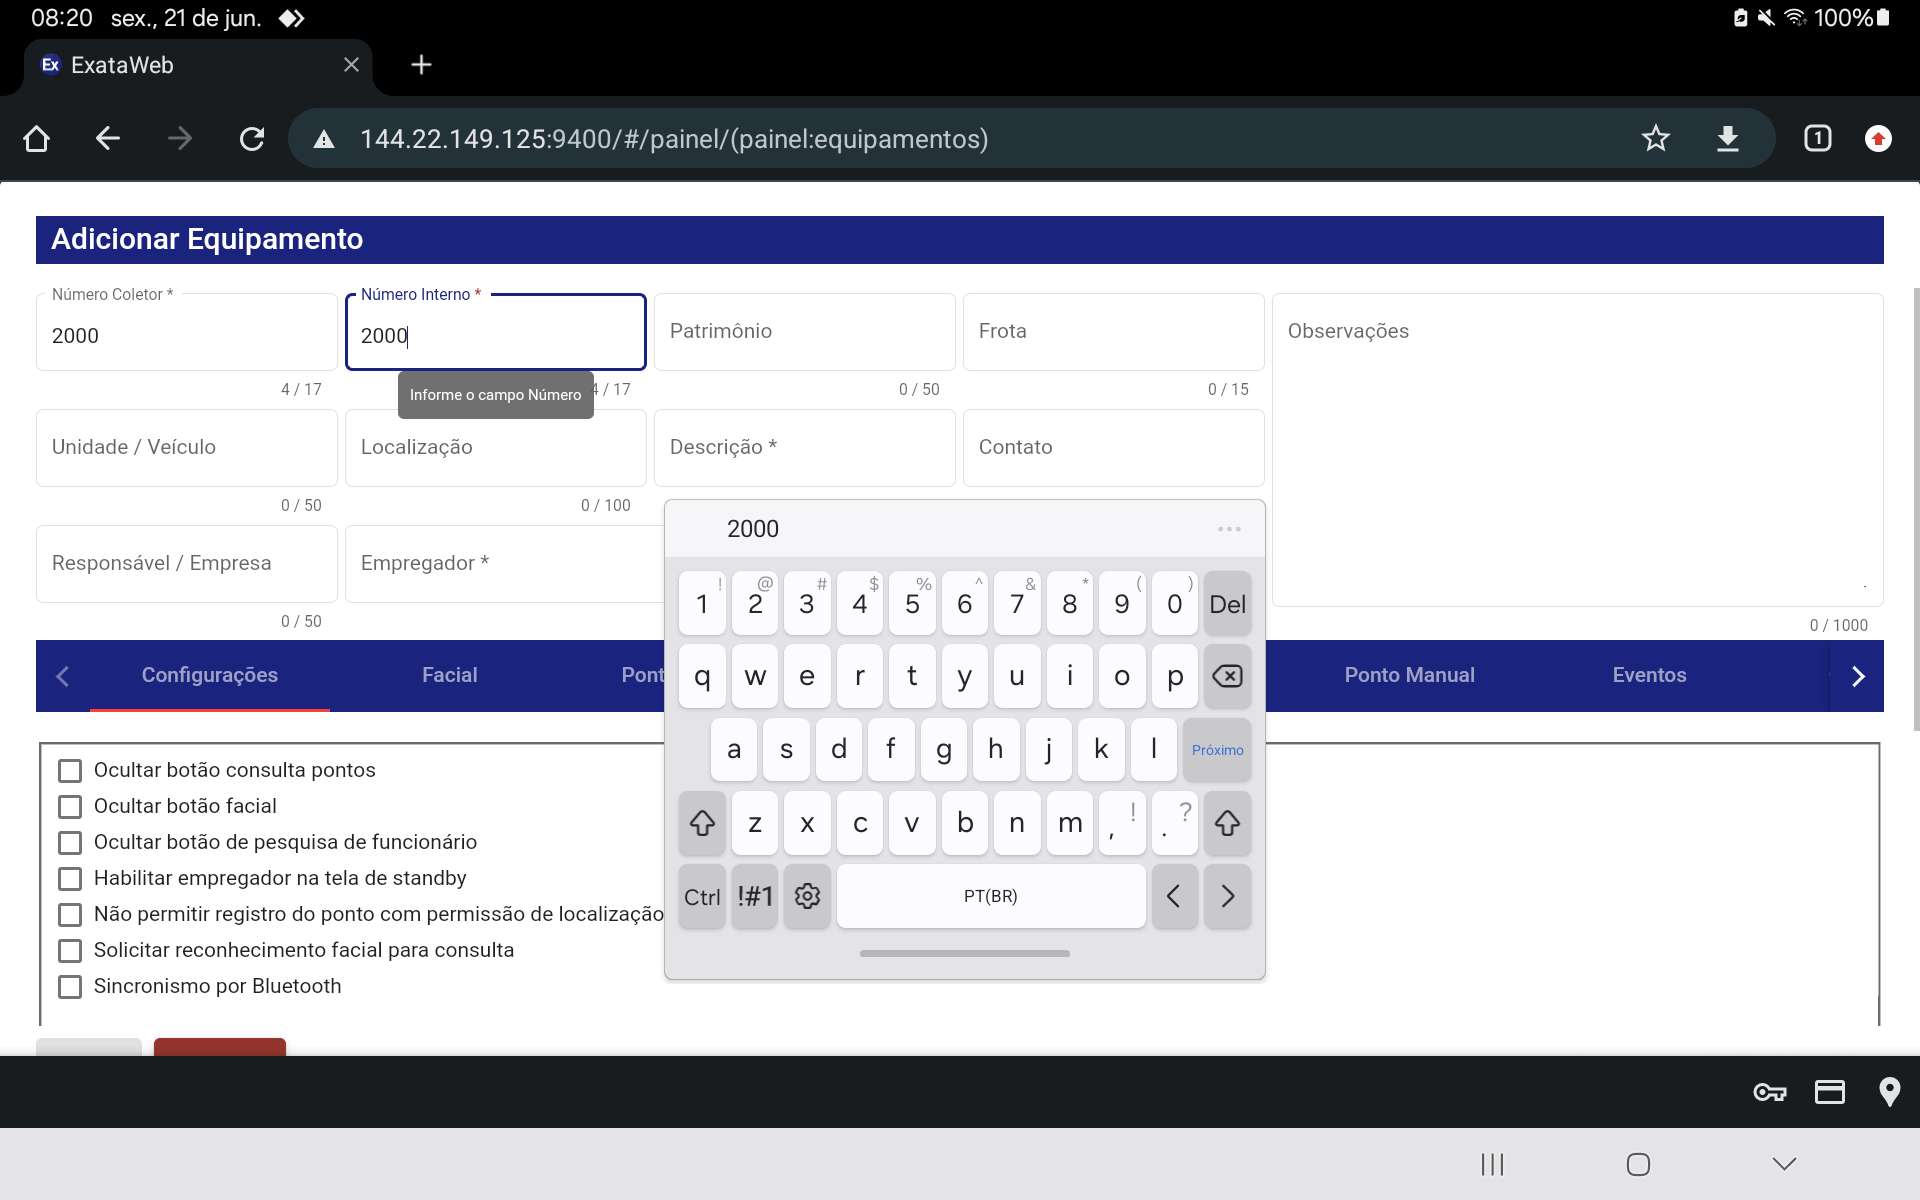 08:20 sex., 21 de jun. 100%
Ex ExataWeb
144.22.149.125:9400/#/painel/(painel:equipamentos) 1
Adicionar Equipamento
Número Coletor * Número Interno *
2000 2000 Patrimônio Frota Observações
4 / 17 4 / 17 0 / 50 0 / 15
Informe o campo Número
Unidade / Veículo Localização Descrição * Contato
0 / 50 0 / 100
2000
Responsável / Empresa Empregador *
0 / 50 0 / 1000
! @ # $ % ^ & * ( )
1 2 3 4 5 6 7 8 9 0 Del
Configurações Facial Pont Ponto Manual Eventos
q w e r t y u i o p
a s d f g h j k l Próximo
Ocultar botão consulta pontos
Ocultar botão facial
Ocultar botão de pesquisa de funcionário
Habilitar empregador na tela de standby
Não permitir registro do ponto com permissão de localização
Solicitar reconhecimento facial para consulta
Sincronismo por Bluetooth
z x c v b n m , ! . ?
Ctrl !#1 PT(BR) < >